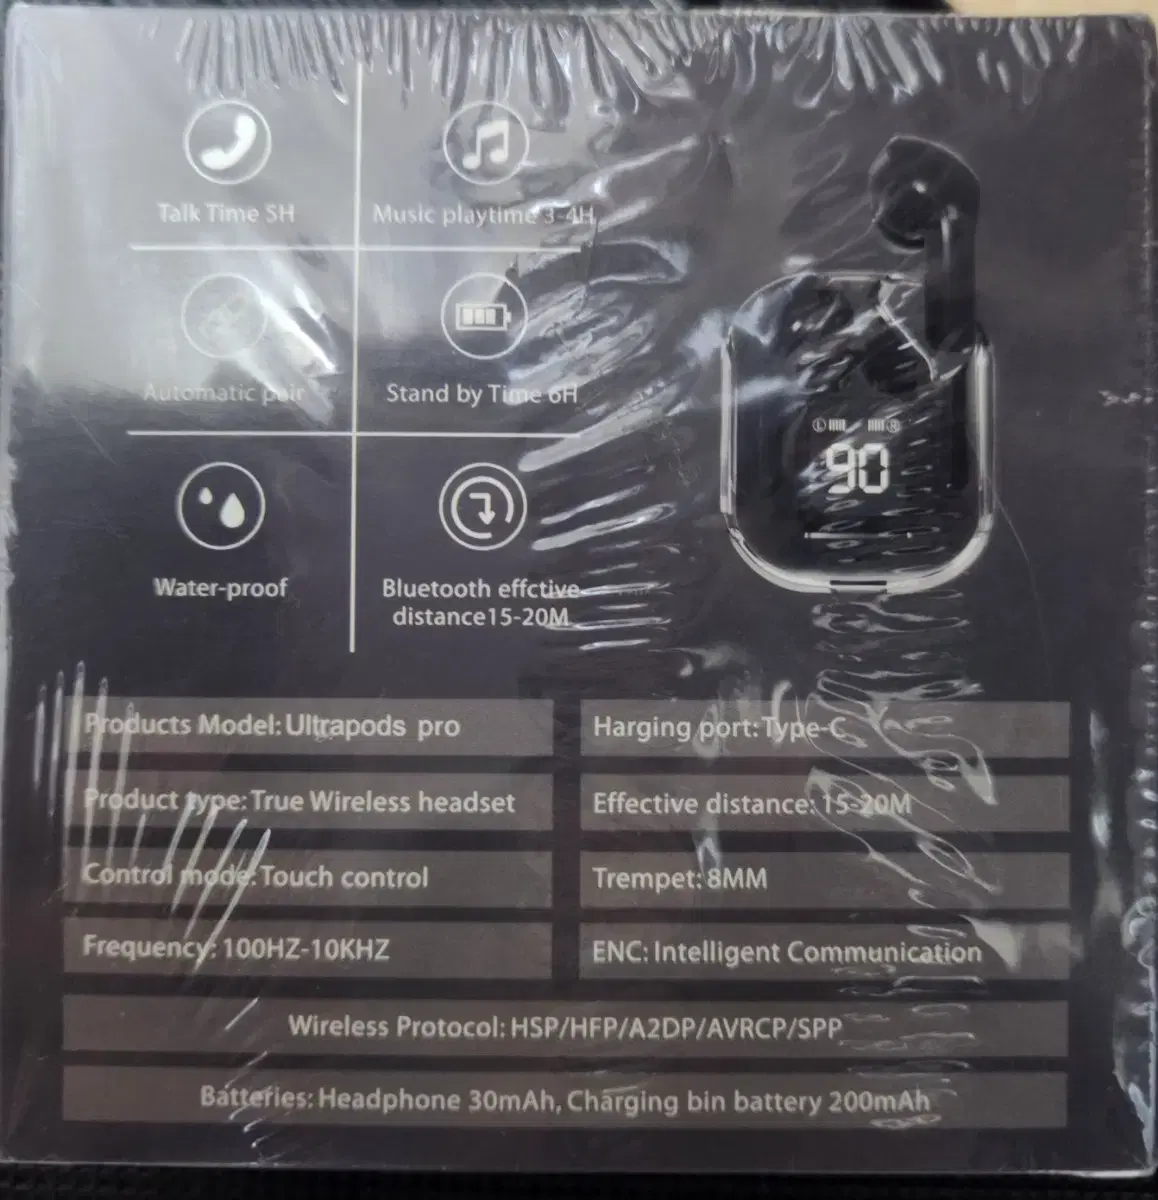 Talk Time SH
Music playtime 3-4H
Automatic pair
Stand by Time 6H
Water-proof
Bluetooth effctive
distance15-20M
L R
90
Products Model: Ultrapods pro
Harging port: Type-C
Product type: True Wireless headset
Effective distance: 15-20M
Control mode: Touch control
Trempet: 8MM
Frequency: 100HZ-10KHZ
ENC: Intelligent Communication
Wireless Protocol: HSP/HFP/A2DP/AVRCP/SPP
Batteries: Headphone 30mAh, Charging bin battery 200mAh